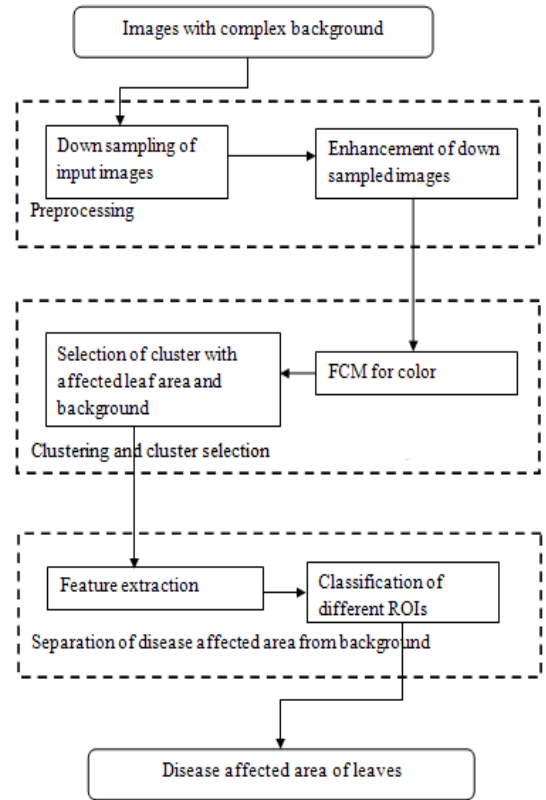 Images with complex background
Down sampling of
input images
Enhancement of down
sampled images
Preprocessing
Selection of cluster with
affected leaf area and
background
FCM for color
Clustering and cluster selection
Feature extraction
Classification of
different ROIs
Separation of disease affected area from background
Disease affected area of leaves